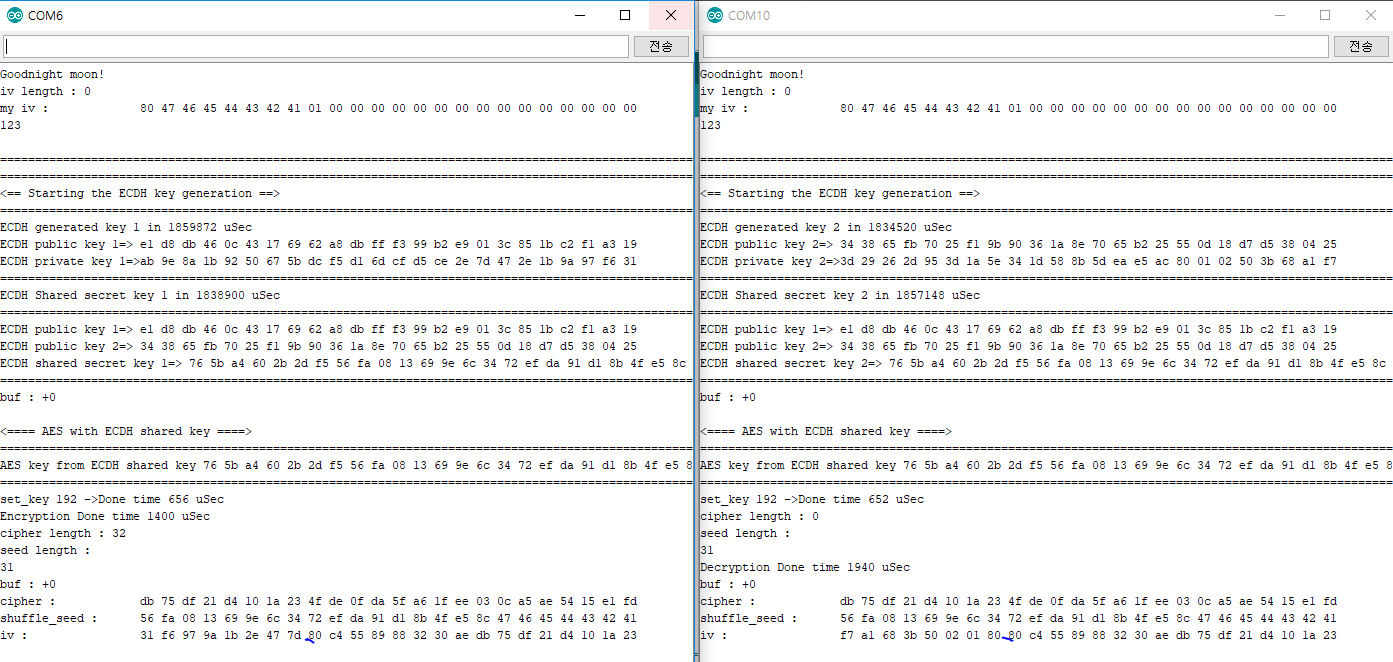 COM6
전송
Goodnight moon!
iv length : 0
my iv : 80 47 46 45 44 43 42 41 01 00 00 00 00 00 00 00 00 00 00 00 00 00 00 00
123
================================================================================
================================================================================
<== Starting the ECDH key generation ==>
================================================================================
ECDH generated key 1 in 1859872 uSec
ECDH public key 1=> e1 d8 db 46 0c 43 17 69 62 a8 db ff f3 99 b2 e9 01 3c 85 1b c2 f1 a3 19
ECDH private key 1=>ab 9e 8a 1b 92 50 67 5b dc f5 d1 6d cf d5 ce 2e 7d 47 2e 1b 9a 97 f6 31
================================================================================
ECDH Shared secret key 1 in 1838900 uSec
================================================================================
ECDH public key 1=> e1 d8 db 46 0c 43 17 69 62 a8 db ff f3 99 b2 e9 01 3c 85 1b c2 f1 a3 19
ECDH public key 2=> 34 38 65 fb 70 25 f1 9b 90 36 1a 8e 70 65 b2 25 55 0d 18 d7 d5 38 04 25
ECDH shared secret key 1=> 76 5b a4 60 2b 2d f5 56 fa 08 13 69 9e 6c 34 72 ef da 91 d1 8b 4f e5 8c
================================================================================
buf : +0
<==== AES with ECDH shared key ====>
================================================================================
AES key from ECDH shared key 76 5b a4 60 2b 2d f5 56 fa 08 13 69 9e 6c 34 72 ef da 91 d1 8b 4f e5 8
================================================================================
set_key 192 ->Done time 656 uSec
Encryption Done time 1400 uSec
cipher length : 32
seed length :
31
buf : +0
cipher : db 75 df 21 d4 10 1a 23 4f de 0f da 5f a6 1f ee 03 0c a5 ae 54 15 e1 fd
shuffle_seed : 56 fa 08 13 69 9e 6c 34 72 ef da 91 d1 8b 4f e5 8c 47 46 45 44 43 42 41
iv : 31 f6 97 9a 1b 2e 47 7d 80 c4 55 89 88 32 30 ae db 75 df 21 d4 10 1a 23
COM10
전송
Goodnight moon!
iv length : 0
my iv : 80 47 46 45 44 43 42 41 01 00 00 00 00 00 00 00 00 00 00 00 00 00 00 00
123
================================================================================
================================================================================
<== Starting the ECDH key generation ==>
================================================================================
ECDH generated key 2 in 1834520 uSec
ECDH public key 2=> 34 38 65 fb 70 25 f1 9b 90 36 1a 8e 70 65 b2 25 55 0d 18 d7 d5 38 04 25
ECDH private key 2=>3d 29 26 2d 95 3d 1a 5e 34 1d 58 8b 5d ea e5 ac 80 01 02 50 3b 68 a1 f7
================================================================================
ECDH Shared secret key 2 in 1857148 uSec
================================================================================
ECDH public key 1=> e1 d8 db 46 0c 43 17 69 62 a8 db ff f3 99 b2 e9 01 3c 85 1b c2 f1 a3 19
ECDH public key 2=> 34 38 65 fb 70 25 f1 9b 90 36 1a 8e 70 65 b2 25 55 0d 18 d7 d5 38 04 25
ECDH shared secret key 2=> 76 5b a4 60 2b 2d f5 56 fa 08 13 69 9e 6c 34 72 ef da 91 d1 8b 4f e5 8c
================================================================================
buf : +0
<==== AES with ECDH shared key ====>
================================================================================
AES key from ECDH shared key 76 5b a4 60 2b 2d f5 56 fa 08 13 69 9e 6c 34 72 ef da 91 d1 8b 4f e5 8
================================================================================
set_key 192 ->Done time 652 uSec
cipher length : 0
seed length :
31
Decryption Done time 1940 uSec
buf : +0
cipher : db 75 df 21 d4 10 1a 23 4f de 0f da 5f a6 1f ee 03 0c a5 ae 54 15 e1 fd
shuffle_seed : 56 fa 08 13 69 9e 6c 34 72 ef da 91 d1 8b 4f e5 8c 47 46 45 44 43 42 41
iv : f7 a1 68 3b 50 02 01 80 80 c4 55 89 88 32 30 ae db 75 df 21 d4 10 1a 23